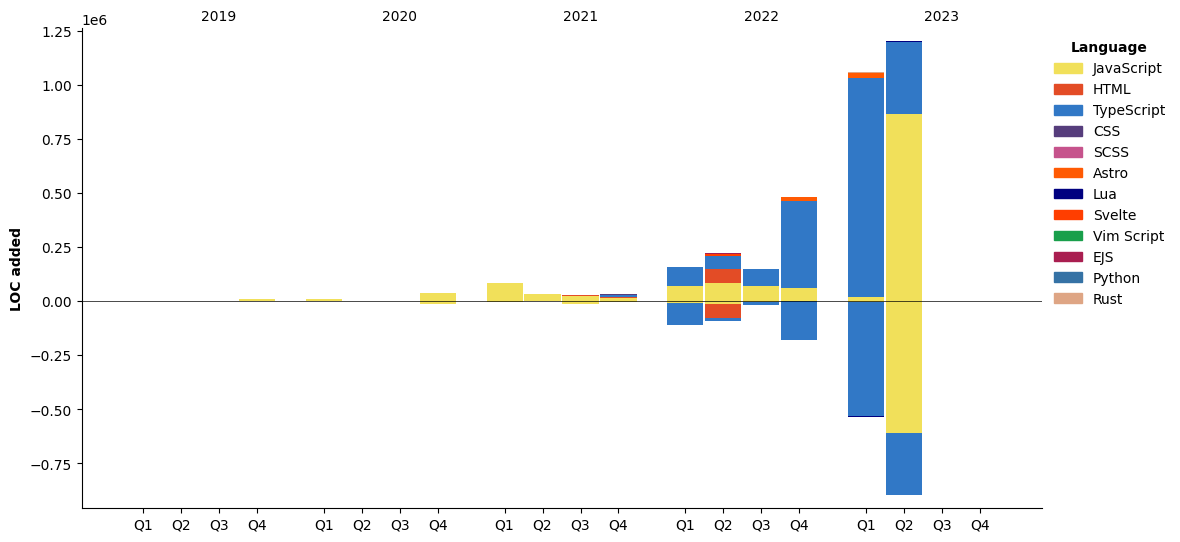 1e6
2019 2020 2021 2022 2023
LOC added
1.25
1.00
0.75
0.50
0.25
0.00
−0.25
−0.50
−0.75
Q1 Q2 Q3 Q4 Q1 Q2 Q3 Q4 Q1 Q2 Q3 Q4 Q1 Q2 Q3 Q4 Q1 Q2 Q3 Q4
Language
JavaScript
HTML
TypeScript
CSS
SCSS
Astro
Lua
Svelte
Vim Script
EJS
Python
Rust